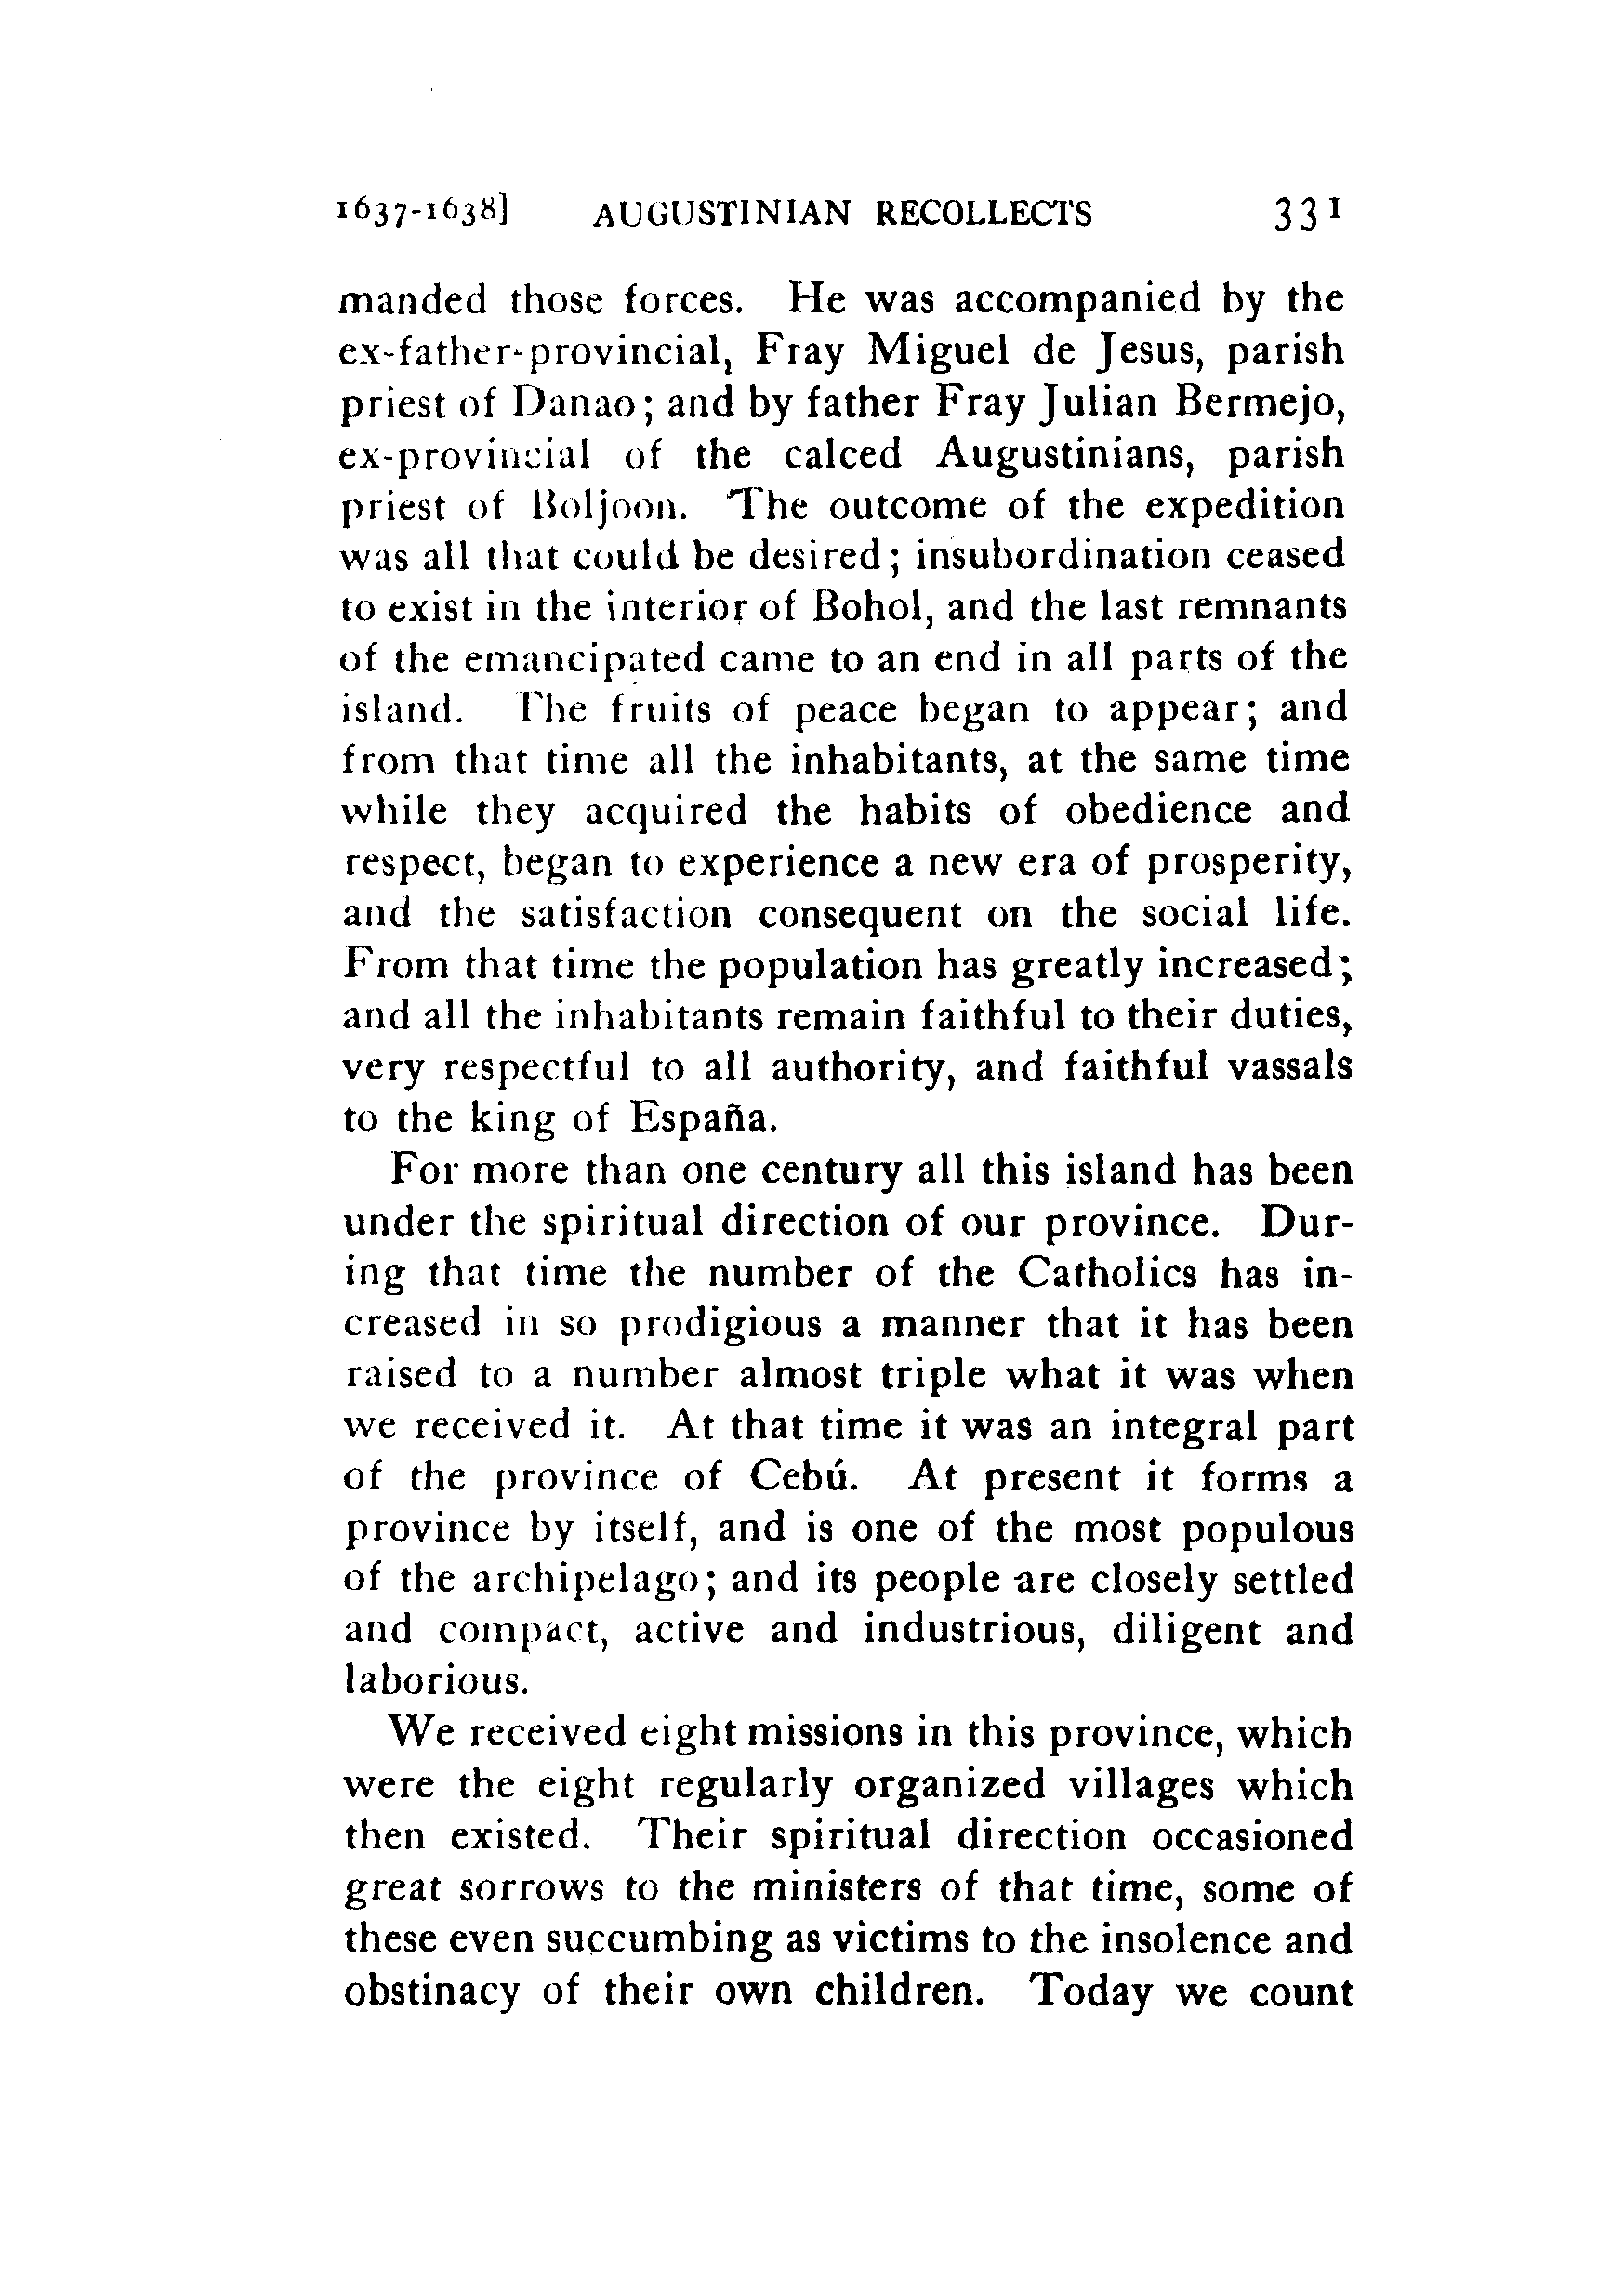 1637-1638] AUGUSTINIAN RECOLLECTS 331
manded those forces. He was accompanied by the
ex-father-provincial, Fray Miguel de Jesus, parish
priest of Danao; and by father Fray Julian Bermejo,
ex-provincial of the calced Augustinians, parish
priest of Boljoon. The outcome of the expedition
was all that could be desired; insubordination ceased
to exist in the interior of Bohol, and the last remnants
of the emancipated came to an end in all parts of the
island. The fruits of peace began to appear; and
from that time all the inhabitants, at the same time
while they acquired the habits of obedience and
respect, began to experience a new era of prosperity,
and the satisfaction consequent on the social life.
From that time the population has greatly increased;
and all the inhabitants remain faithful to their duties,
very respectful to all authority, and faithful vassals
to the king of España.
For more than one century all this island has been
under the spiritual direction of our province. Dur-
ing that time the number of the Catholics has in-
creased in so prodigious a manner that it has been
raised to a number almost triple what it was when
we received it. At that time it was an integral part
of the province of Cebú. At present it forms a
province by itself, and is one of the most populous
of the archipelago; and its people are closely settled
and compact, active and industrious, diligent and
laborious.
We received eight missions in this province, which
were the eight regularly organized villages which
then existed. Their spiritual direction occasioned
great sorrows to the ministers of that time, some of
these even succumbing as victims to the insolence and
obstinacy of their own children. Today we count